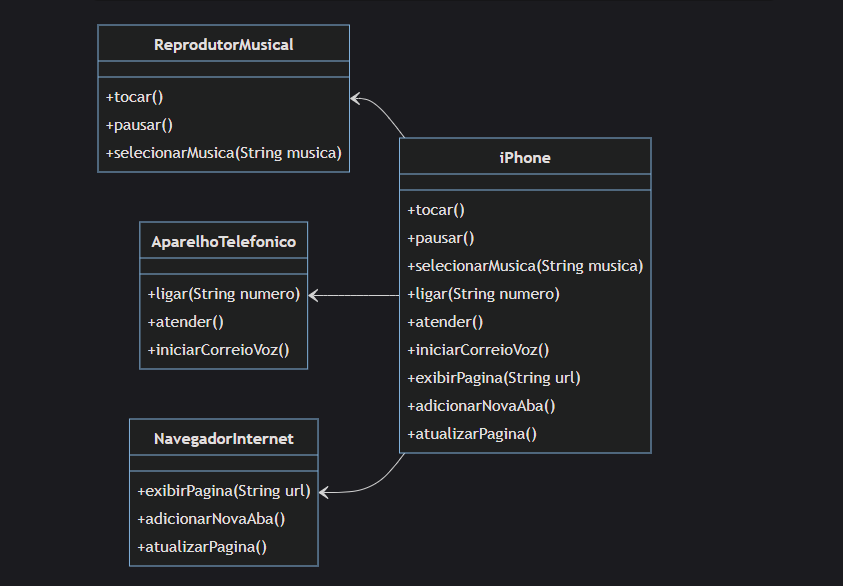 ReprodutorMusical
+tocar()
+pausar()
+selecionarMusica(String musica)
AparelhoTelefonico
+ligar(String numero)
+atender()
+iniciarCorreioVoz()
NavegadorInternet
+exibirPagina(String url)
+adicionarNovaAba()
+atualizarPagina()
iPhone
+tocar()
+pausar()
+selecionarMusica(String musica)
+ligar(String numero)
+atender()
+iniciarCorreioVoz()
+exibirPagina(String url)
+adicionarNovaAba()
+atualizarPagina()